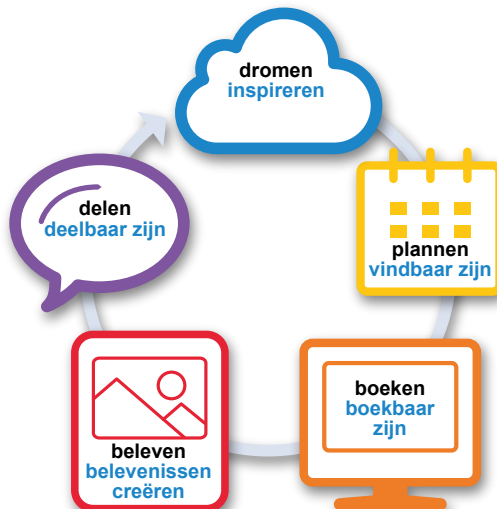 dromen
inspireren
plannen
vindbaar zijn
boeken
boekbaar
zijn
beleven
belevenissen
creëren
delen
deelbaar zijn